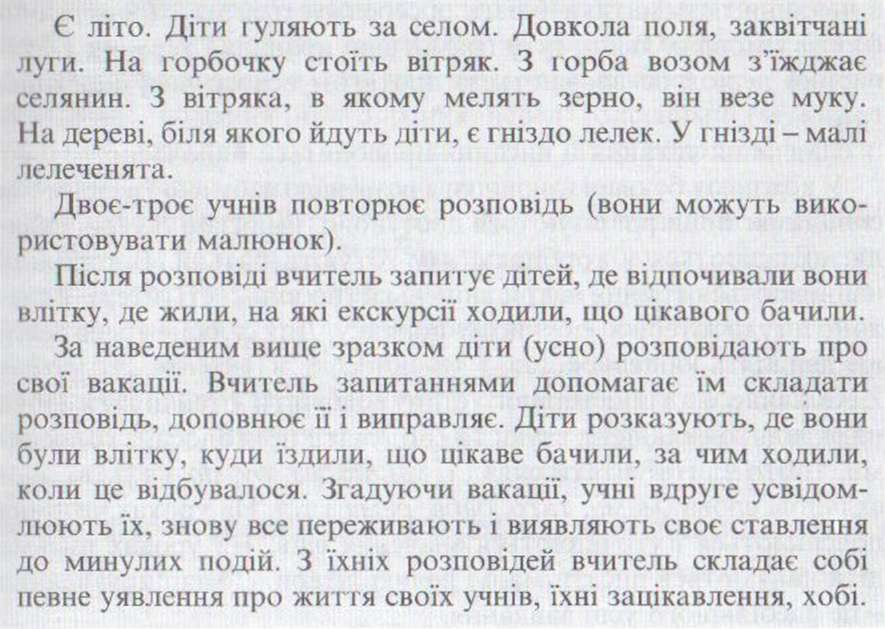 Є літо. Діти гуляють за селом. Довкола поля, заквітчані
луги. На горбочку стоїть вітряк. З горба возом з’їжджає
селянин. З вітряка, в якому мелять зерно, він везе муку.
На дереві, біля якого йдуть діти, є гніздо лелек. У гнізді – малі
лелеченята.
Двоє-троє учнів повторює розповідь (вони можуть вико-
ристовувати малюнок).
Після розповіді вчитель запитує дітей, де відпочивали вони
влітку, де жили, на які екскурсії ходили, що цікавого бачили.
За наведеним вище зразком діти (усно) розповідають про
свої вакації. Вчитель запитаннями допомагає їм складати
розповідь, доповнює її і виправляє. Діти розказують, де вони
були влітку, куди їздили, що цікаве бачили, за чим ходили,
коли це відбувалося. Згадуючи вакації, учні вдруге усвідом-
люють їх, знову все переживають і виявляють своє ставлення
до минулих подій. З їхніх розповідей вчитель складає собі
певне уявлення про життя своїх учнів, їхні зацікавлення, хобі.